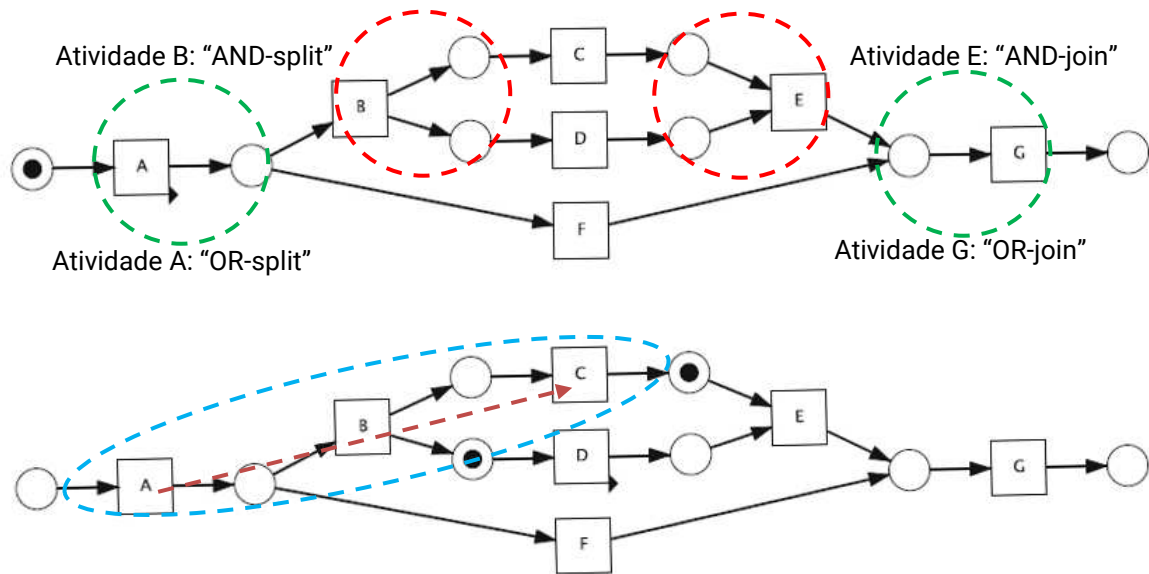 Atividade B: “AND-split”
Atividade E: “AND-join”
C
B
E
D
A
G
F
Atividade A: “OR-split”
Atividade G: “OR-join”
C
B
E
D
A
G
F